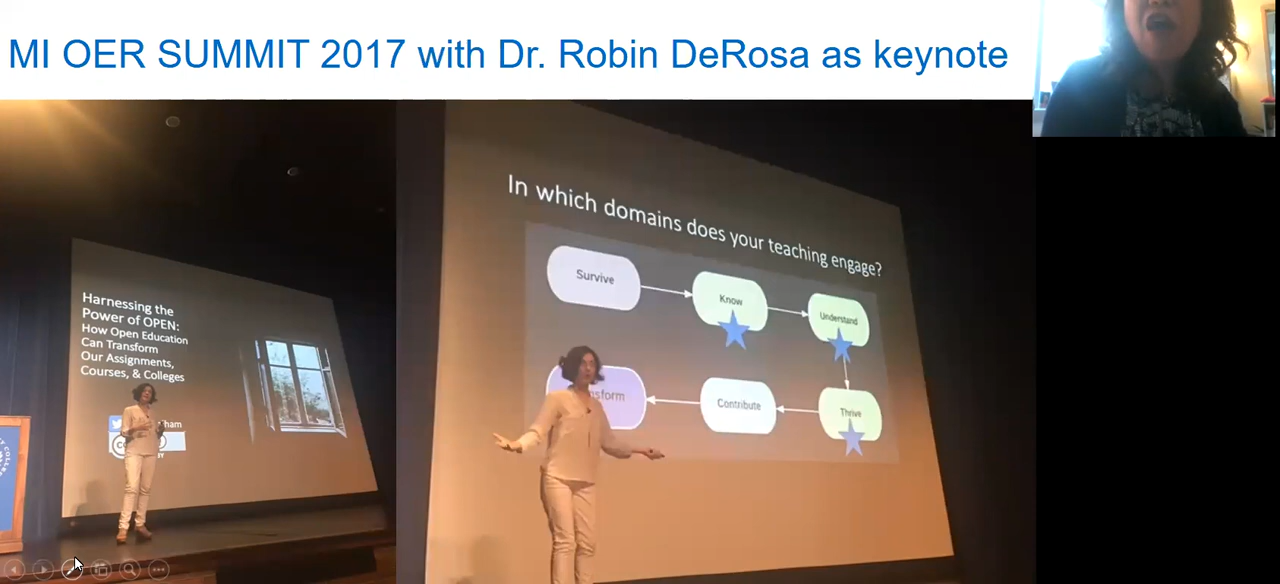 MI OER SUMMIT 2017 with Dr. Robin DeRosa as keynote
Harnessing the
Power of OPEN:
How Open Education
Can Transform
Our Assignments,
Courses, & Colleges
In which domains does your teaching engage?
Survive
Know
Understand
nsform
Contribute
Thrive